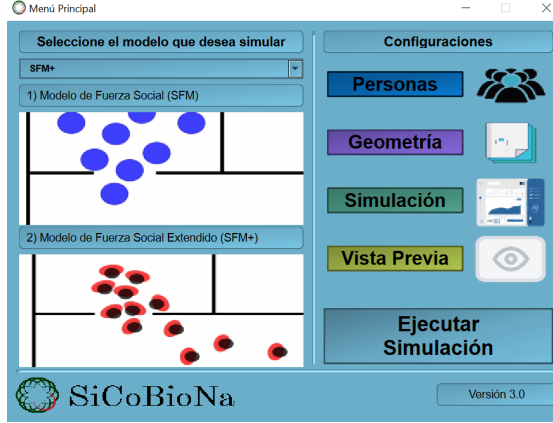 Menú Principal
Seleccione el modelo que desea simular
SFM+
1) Modelo de Fuerza Social (SFM)
2) Modelo de Fuerza Social Extendido (SFM+)
SiCoBioNa
Configuraciones
Personas
Geometría
Simulación
Vista Previa
Ejecutar
Simulación
Versión 3.0